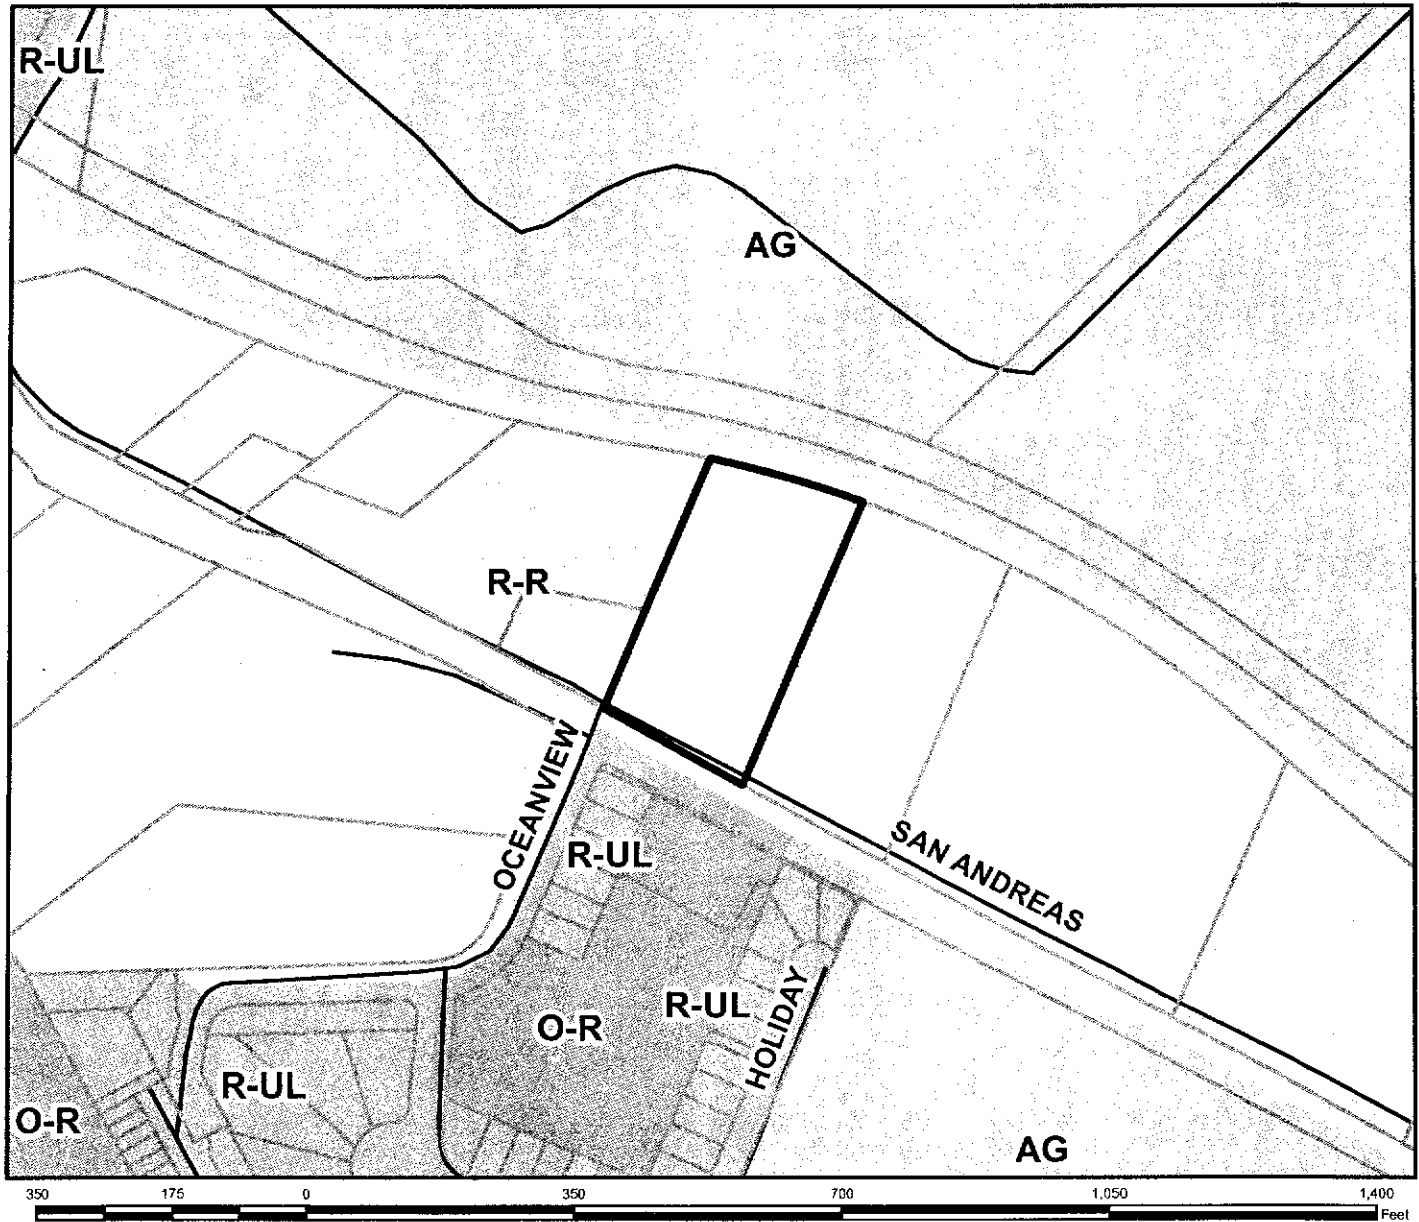 R-UL
AG
R-R
OCEANVIEW
R-UL
SAN ANDREAS
R-UL
HOLIDAY
O-R
R-UL
O-R
AG
350 175 0 350 700 1,050 1,400
Feet